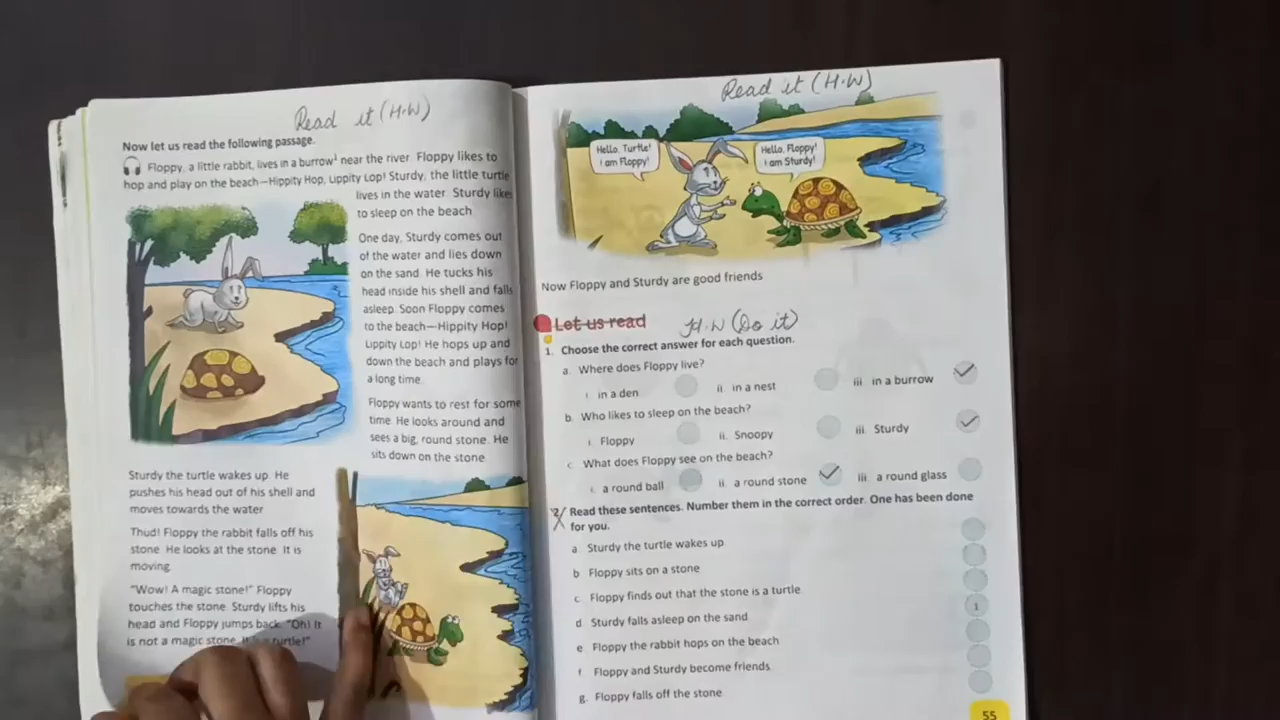 Read it (H.W)
Now let us read the following passage.
Floppy, a little rabbit, lives in a burrow¹ near the river. Floppy likes to
hop and play on the beach—Hippity Hop, Lippity Lop! Sturdy, the little turtle
lives in the water. Sturdy likes
to sleep on the beach.
One day, Sturdy comes out
of the water and lies down
on the sand. He tucks his
head inside his shell and falls
asleep. Soon Floppy comes
to the beach—Hippity Hop!
Lippity Lop! He hops up and
down the beach and plays for
a long time.
Floppy wants to rest for some
time. He looks around and
sees a big, round stone. He
sits down on the stone.
Sturdy the turtle wakes up. He
pushes his head out of his shell and
moves towards the water.
Thud! Floppy the rabbit falls off his
stone. He looks at the stone. It is
moving.
"Wow! A magic stone!" Floppy
touches the stone. Sturdy lifts his
head and Floppy jumps back. "Oh! It
is not a magic stone. It is a turtle!"
Read it (H.W)
Hello, Turtle!
I am Floppy!
Hello, Floppy!
I am Sturdy!
Now Floppy and Sturdy are good friends
Let us read
H.W (Do it)
1. Choose the correct answer for each question.
a. Where does Floppy live?
i. in a den ii. in a nest iii. in a burrow
b. Who likes to sleep on the beach?
i. Floppy ii. Snoopy iii. Sturdy
c. What does Floppy see on the beach?
i. a round ball ii. a round stone iii. a round glass
2. Read these sentences. Number them in the correct order. One has been done
for you.
a. Sturdy the turtle wakes up.
b. Floppy sits on a stone.
c. Floppy finds out that the stone is a turtle.
d. Sturdy falls asleep on the sand. 1
e. Floppy the rabbit hops on the beach.
f. Floppy and Sturdy become friends.
g. Floppy falls off the stone.
55